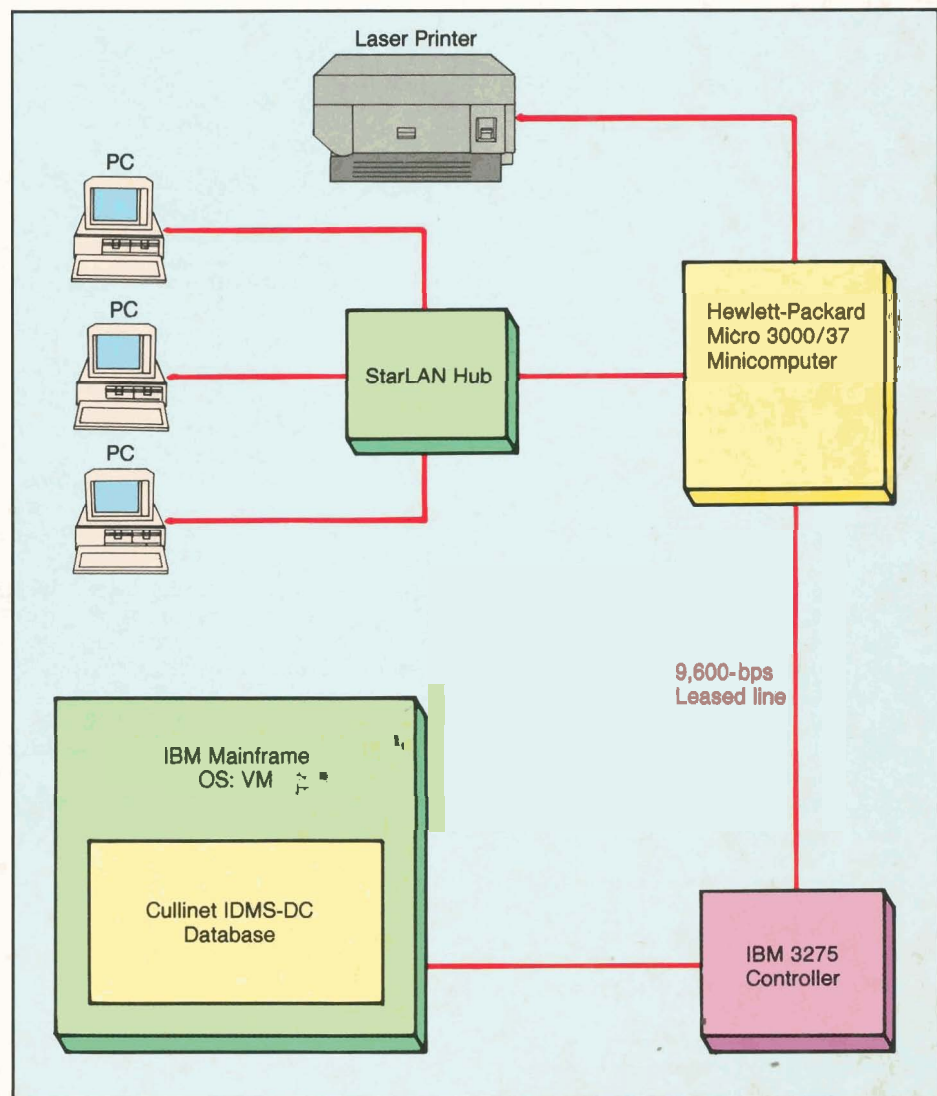 Laser Printer
PC
PC
PC
StarLAN Hub
Hewlett-Packard
Micro 3000/37
Minicomputer
9,600-bps
Leased line
IBM Mainframe
OS: VM
Cullinet IDMS-DC
Database
IBM 3275
Controller